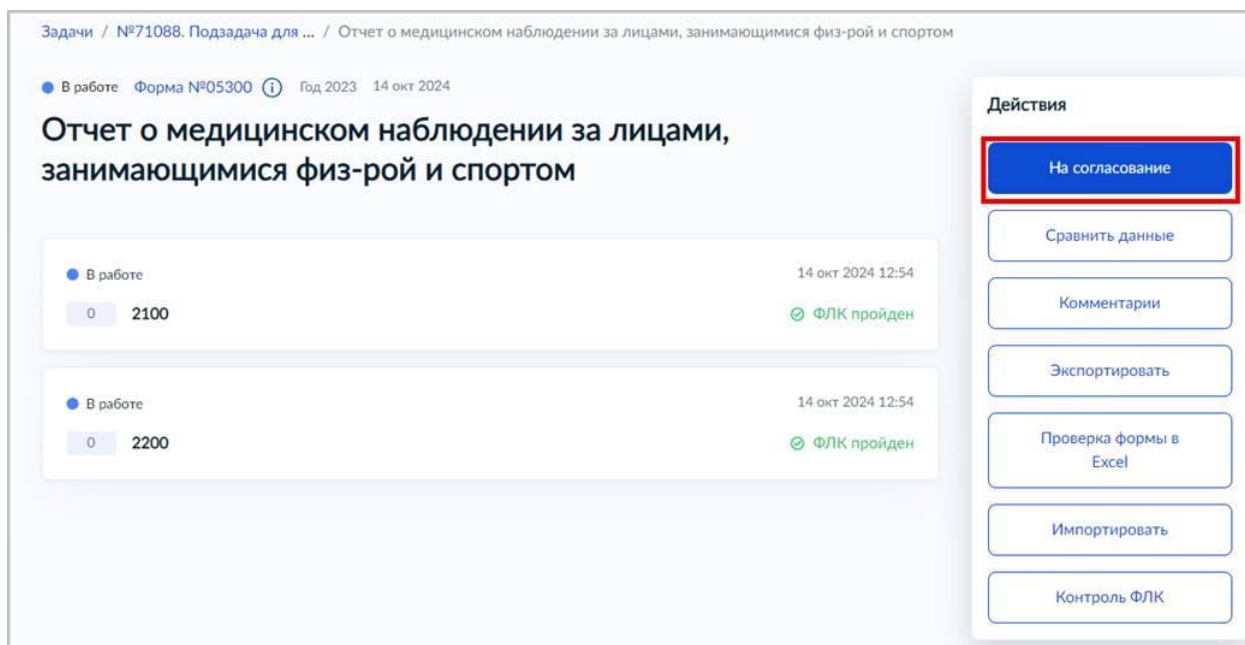 Задачи / №71088. Подзадача для ... / Отчет о медицинском наблюдении за лицами, занимающимися физ-рой и спортом
В работе Форма №05300 Год 2023 14 окт 2024
Отчет о медицинском наблюдении за лицами,
занимающимися физ-рой и спортом
В работе 14 окт 2024 12:54
0 2100 ФЛК пройден
В работе 14 окт 2024 12:54
0 2200 ФЛК пройден
Действия
На согласование
Сравнить данные
Комментарии
Экспортировать
Проверка формы в
Excel
Импортировать
Контроль ФЛК